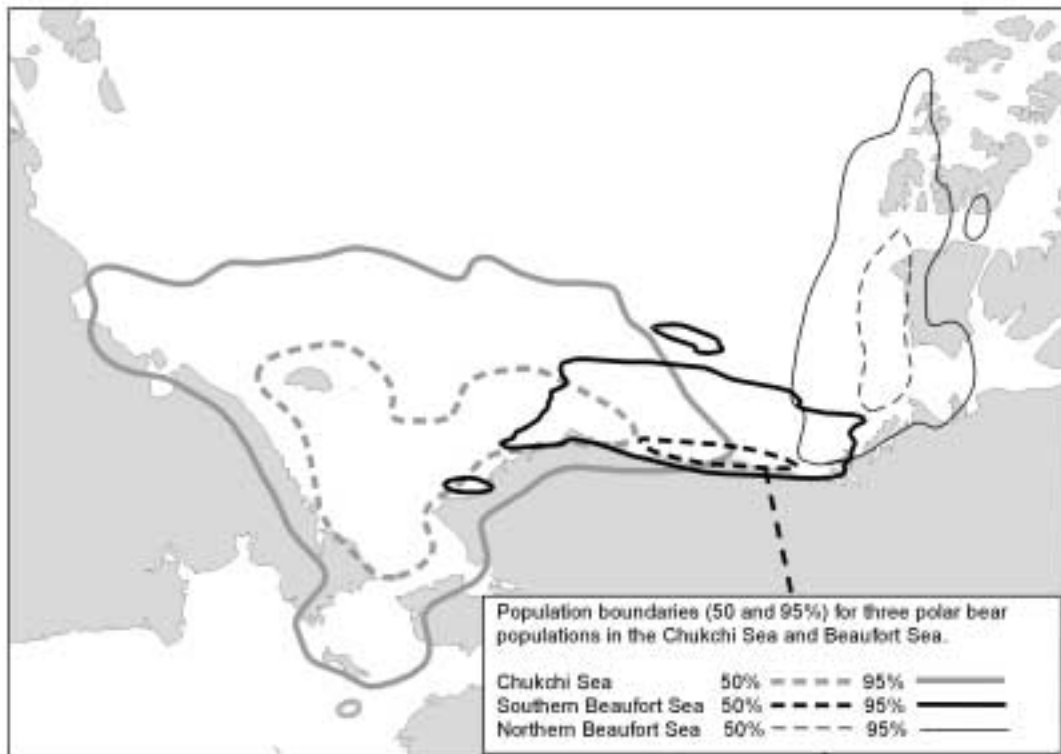 Population boundaries (50 and 95%) for three polar bear
populations in the Chukchi Sea and Beaufort Sea.
Chukchi Sea 50% 95%
Southern Beaufort Sea 50% 95%
Northern Beaufort Sea 50% 95%